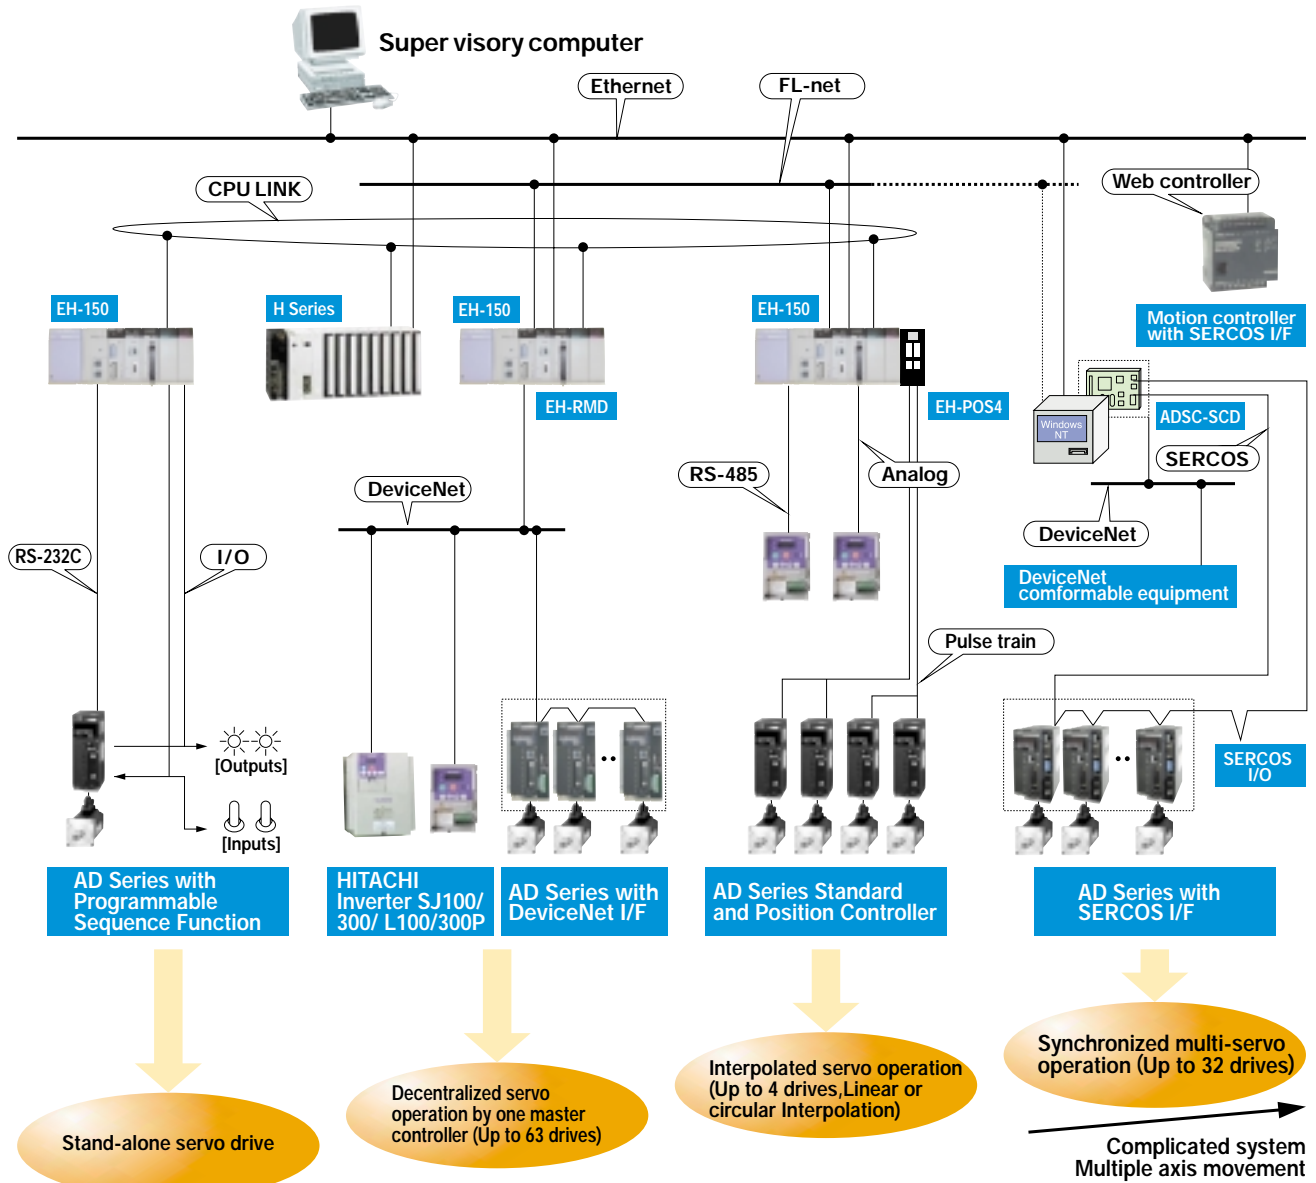 Super visory computer
Ethernet
FL-net
CPU LINK
Web controller
EH-150
H Series
EH-150
EH-150
Motion controller
with SERCOS I/F
EH-RMD
EH-POS4
ADSC-SCD
Windows
NT
SERCOS
RS-485
Analog
DeviceNet
DeviceNet
RS-232C
I/O
DeviceNet
comformable equipment
Pulse train
[Outputs]
[Inputs]
SERCOS
I/O
AD Series with
Programmable
Sequence Function
HITACHI
Inverter SJ100/
300/ L100/300P
AD Series with
DeviceNet I/F
AD Series Standard
and Position Controller
AD Series with
SERCOS I/F
Stand-alone servo drive
Decentralized servo
operation by one master
controller (Up to 63 drives)
Interpolated servo operation
(Up to 4 drives,Linear or
circular Interpolation)
Synchronized multi-servo
operation (Up to 32 drives)
Complicated system
Multiple axis movement